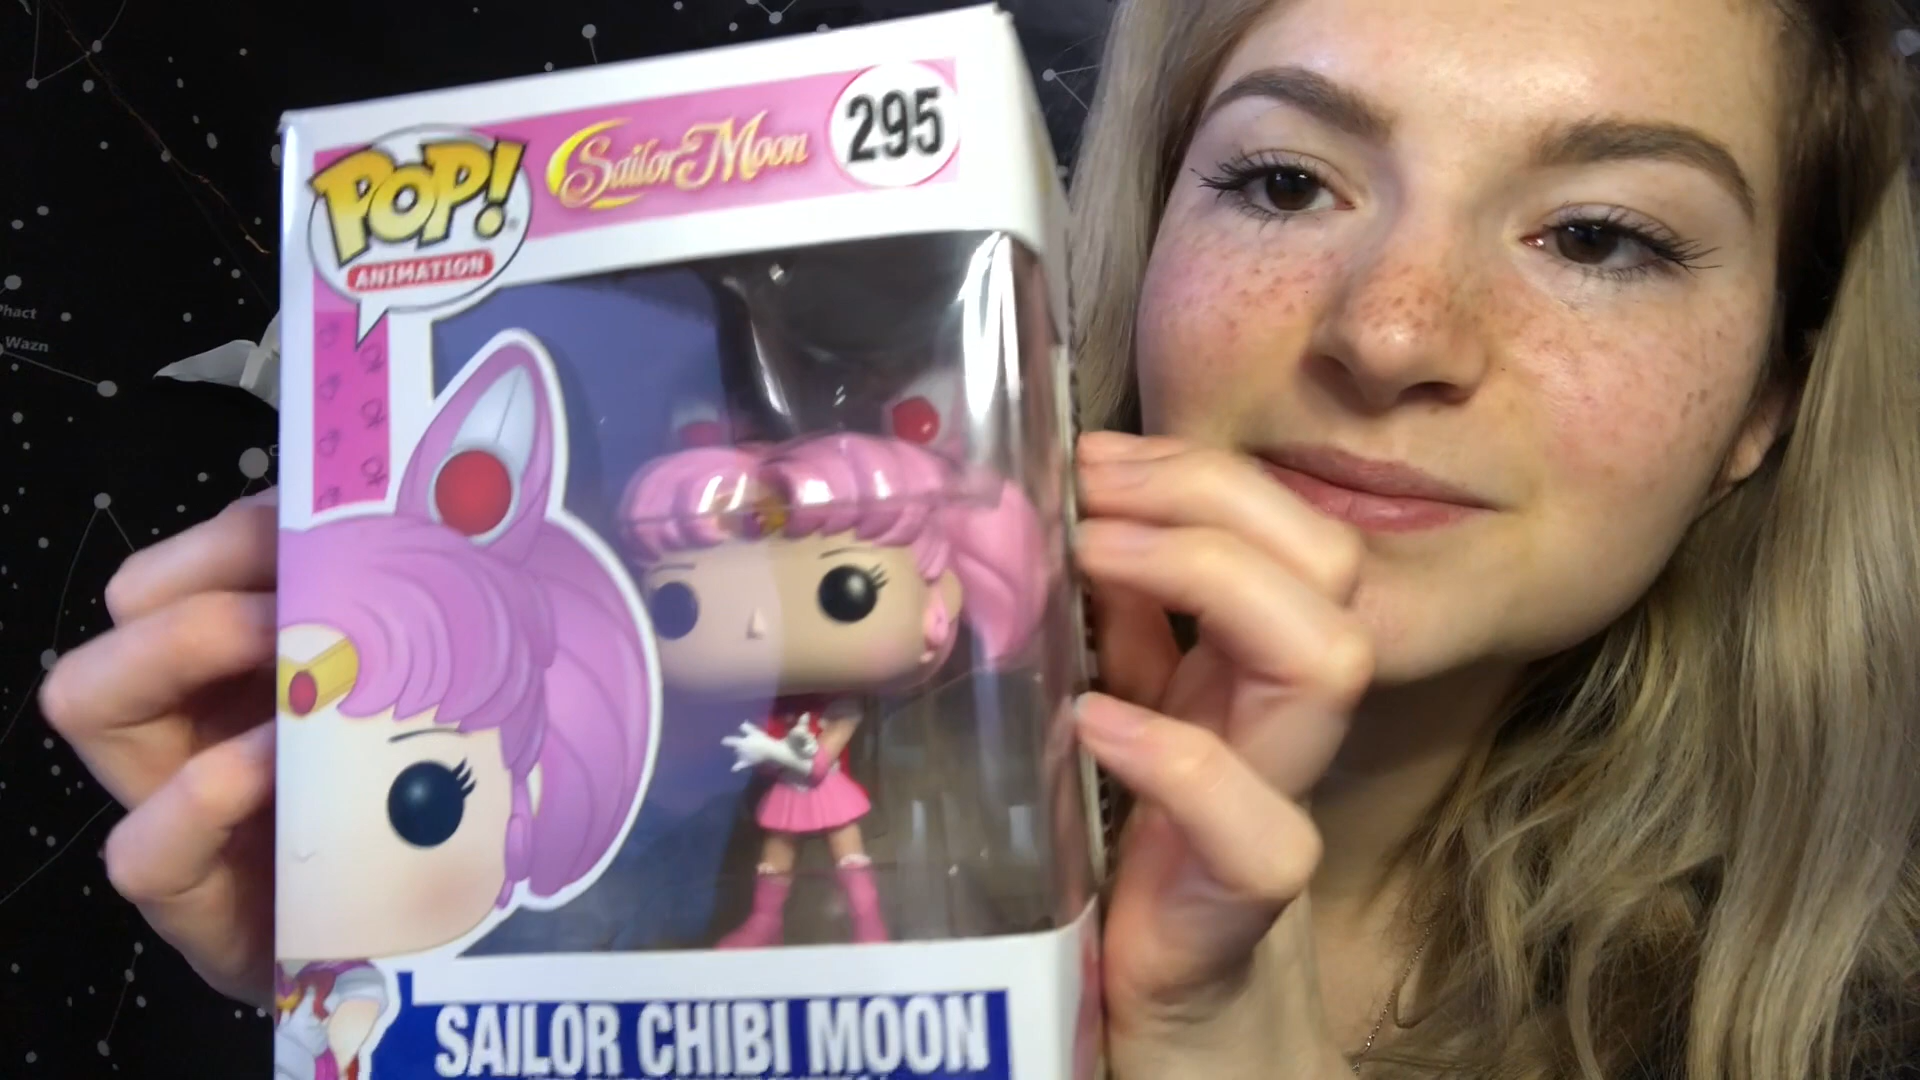 POP!
ANIMATION
Sailor Moon
295
Phact
Wazn
SAILOR CHIBI MOON